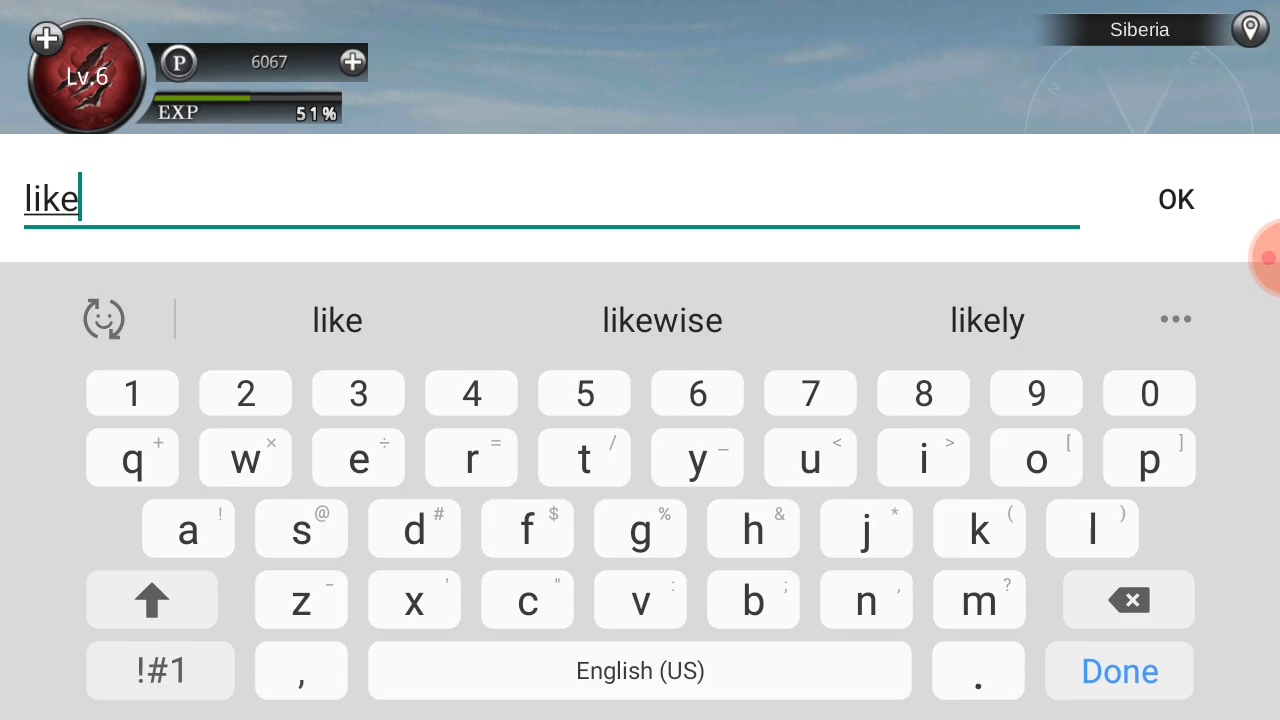 Siberia
Lv.6
P 6067
EXP 51%
N E
like OK
like likewise likely
1 2 3 4 5 6 7 8 9 0
q + w × e ÷ r = t / y _ u < i > o [ p ]
a ! s @ d # f $ g % h & j * k ( l )
z - x ' c " v : b ; n , m ?
!#1 , English (US) . Done